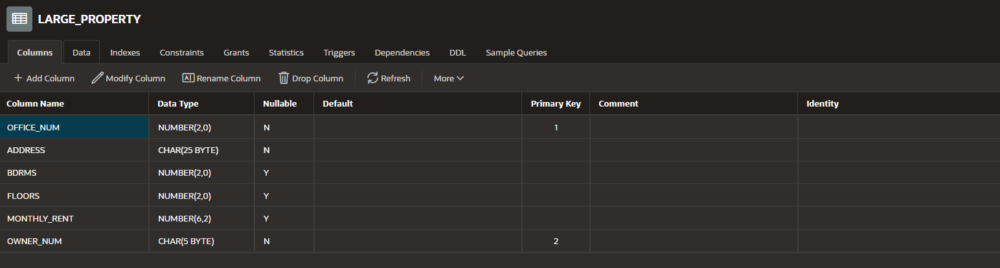 LARGE_PROPERTY
Columns Data Indexes Constraints Grants Statistics Triggers Dependencies DDL Sample Queries
Add Column Modify Column Rename Column Drop Column Refresh More
Column Name Data Type Nullable Default Primary Key Comment Identity
OFFICE_NUM NUMBER(2,0) N 1
ADDRESS CHAR(25 BYTE) N
BDRMS NUMBER(2,0) Y
FLOORS NUMBER(2,0) Y
MONTHLY_RENT NUMBER(6,2) Y
OWNER_NUM CHAR(5 BYTE) N 2